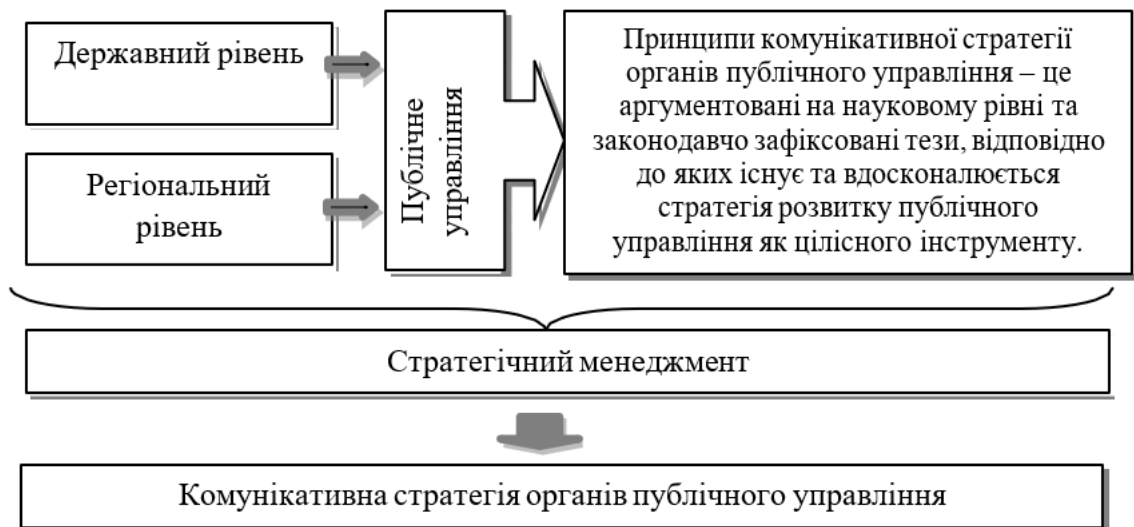 Державний рівень
Регіональний
рівень
Публічне
управління
Принципи комунікативної стратегії
органів публічного управління – це
аргументовані на науковому рівні та
законодавчо зафіксовані тези, відповідно
до яких існує та вдосконалюється
стратегія розвитку публічного
управління як цілісного інструменту.
Стратегічний менеджмент
Комунікативна стратегія органів публічного управління